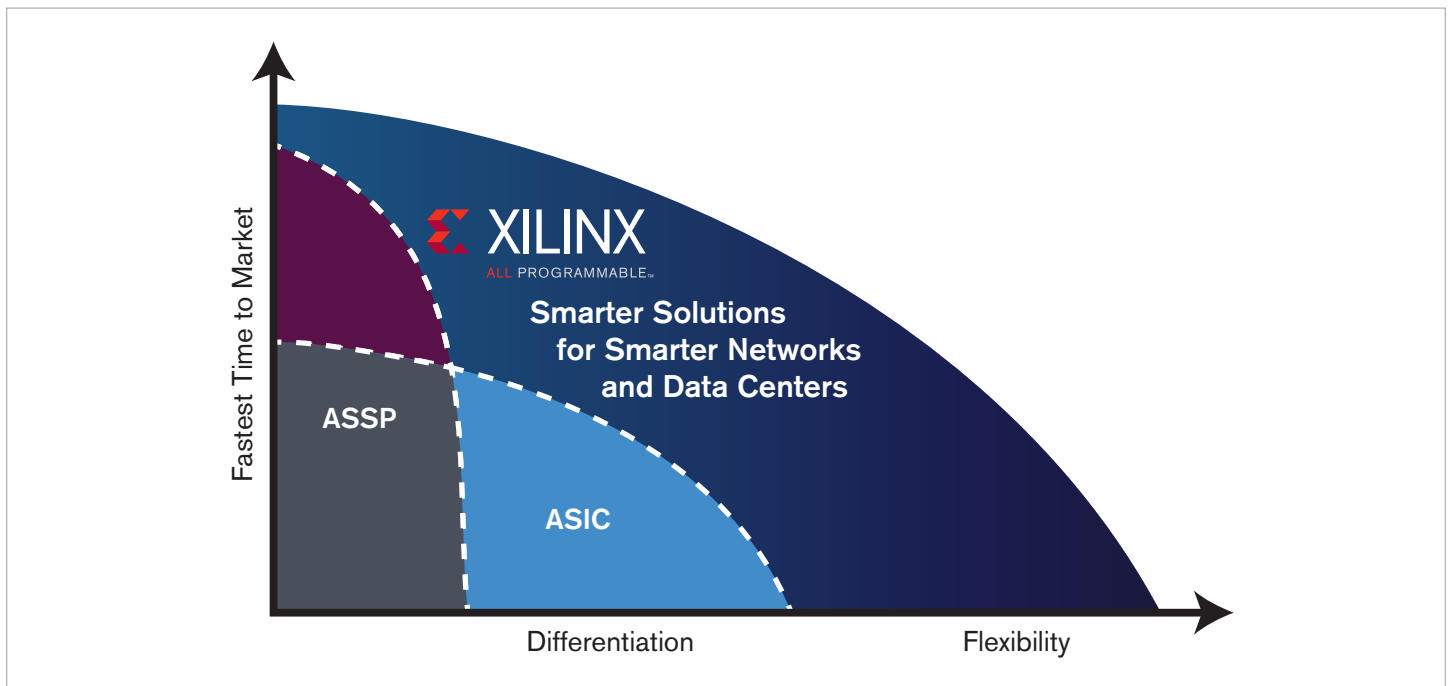 Fastest Time to Market
XILINX
ALL PROGRAMMABLE™
Smarter Solutions
for Smarter Networks
and Data Centers
ASSP
ASIC
Differentiation
Flexibility